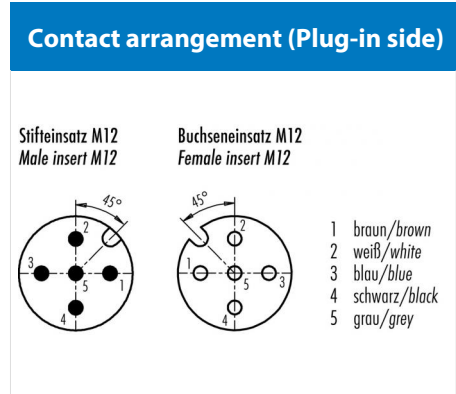 Contact arrangement (Plug-in side)
Stifteinsatz M12
Male insert M12
45°
2
3
5
1
4
Buchseneinsatz M12
Female insert M12
45°
2
1
5
3
4
1 braun/brown
2 weiß/white
3 blau/blue
4 schwarz/black
5 grau/grey